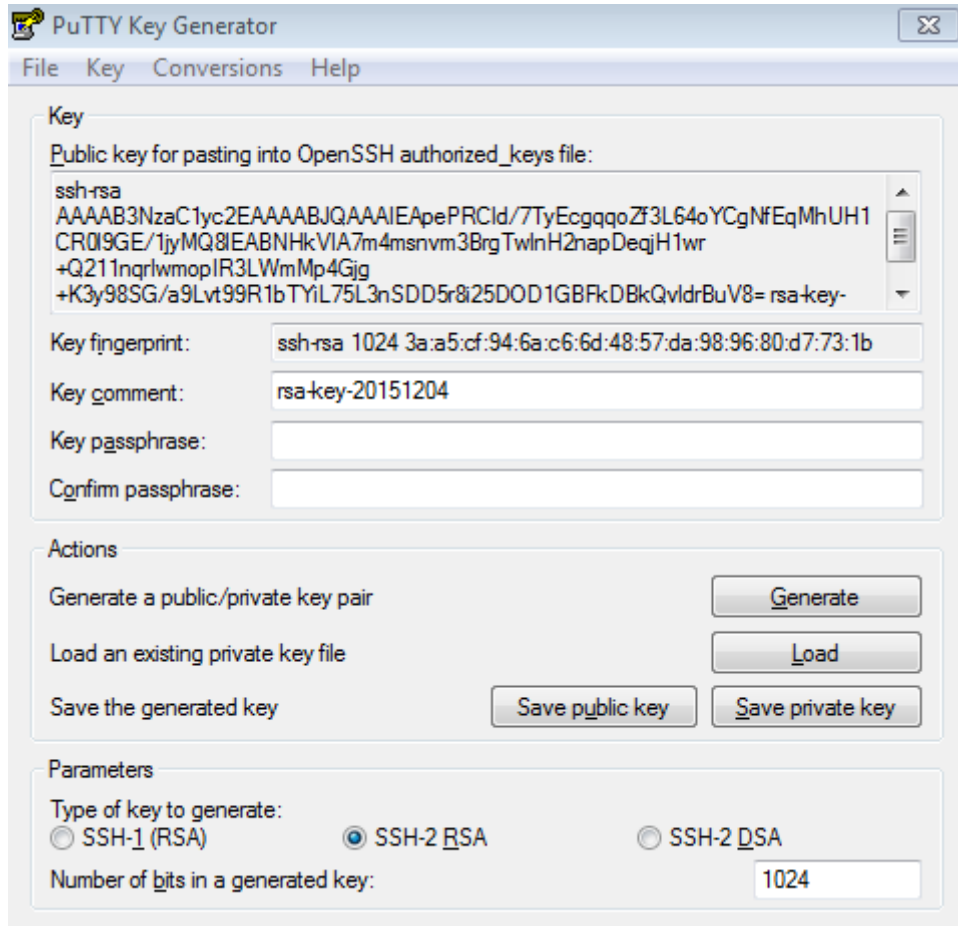 PuTTY Key Generator
File Key Conversions Help
Key
Public key for pasting into OpenSSH authorized_keys file:
ssh-rsa
AAAAB3NzaC1yc2EAAAABJQAAAIEApePRCId/7TyEcgqqoZf3L64oYCgNfEqMhUH1
CR0I9GE/1jyMQ8lEABNHkVIA7m4msnvm3BrgTwInH2napDeqjH1wr
+Q211nqrIwmopIR3LWmMp4Gjg
+K3y98SG/a9Lvt99R1bTYiL75L3nSDD5r8i25DOD1GBFkDBkQvldrBuV8= rsa-key-
Key fingerprint: ssh-rsa 1024 3a:a5:cf:94:6a:c6:6d:48:57:da:98:96:80:d7:73:1b
Key comment: rsa-key-20151204
Key passphrase:
Confirm passphrase:
Actions
Generate a public/private key pair Generate
Load an existing private key file Load
Save the generated key Save public key Save private key
Parameters
Type of key to generate:
SSH-1 (RSA) SSH-2 RSA SSH-2 DSA
Number of bits in a generated key: 1024